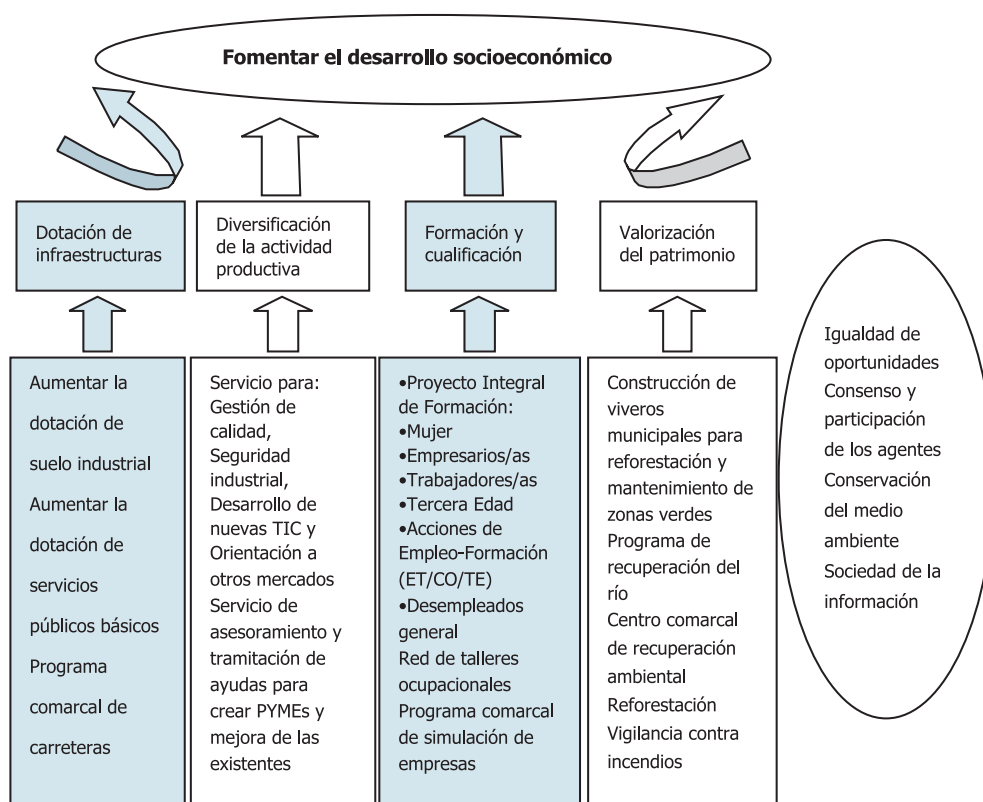 Fomentar el desarrollo socioeconómico
Dotación de
infraestructuras
Diversificación
de la actividad
productiva
Formación y
cualificación
Valorización
del patrimonio
Aumentar la
dotación de
suelo industrial
Aumentar la
dotación de
servicios
públicos básicos
Programa
comarcal de
carreteras
Servicio para:
Gestión de
calidad,
Seguridad
industrial,
Desarrollo de
nuevas TIC y
Orientación a
otros mercados
Servicio de
asesoramiento y
tramitación de
ayudas para
crear PYMEs y
mejora de las
existentes
•Proyecto Integral
de Formación:
•Mujer
•Empresarios/as
•Trabajadores/as
•Tercera Edad
•Acciones de
Empleo-Formación
(ET/CO/TE)
•Desempleados
general
Red de talleres
ocupacionales
Programa comarcal
de simulación de
empresas
Construcción de
viveros
municipales para
reforestación y
mantenimiento de
zonas verdes
Programa de
recuperación del
río
Centro comarcal
de recuperación
ambiental
Reforestación
Vigilancia contra
incendios
Igualdad de
oportunidades
Consenso y
participación
de los agentes
Conservación
del medio
ambiente
Sociedad de la
información